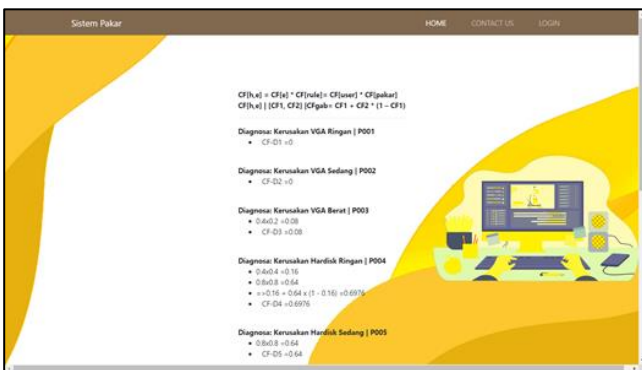 Sistem Pakar
HOME
CONTACT US
LOGIN
CF[h,e] = CF[e] * CF[rule]= CF[user] * CF[pakar]
CF[h,e] | [CF1, CF2] |CFgab= CF1 + CF2 * (1 – CF1)
Diagnosa: Kerusakan VGA Ringan | P001
• CF-D1 =0
Diagnosa: Kerusakan VGA Sedang | P002
• CF-D2 =0
Diagnosa: Kerusakan VGA Berat | P003
• 0.4x0.2 =0.08
• CF-D3 =0.08
Diagnosa: Kerusakan Hardisk Ringan | P004
• 0.4x0.4 =0.16
• 0.8x0.8 =0.64
• =>0.16 + 0.64 x (1 - 0.16) =0.6976
• CF-D4 =0.6976
Diagnosa: Kerusakan Hardisk Sedang | P005
• 0.8x0.8 =0.64
• CF-D5 =0.64